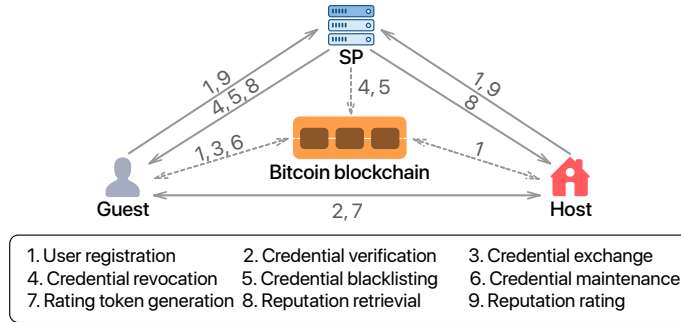 SP
1, 9
4, 5, 8
4, 5
1, 9
8
1, 3, 6
1
Bitcoin blockchain
Guest
2, 7
Host
1. User registration 2. Credential verification 3. Credential exchange
4. Credential revocation 5. Credential blacklisting 6. Credential maintenance
7. Rating token generation 8. Reputation retrievial 9. Reputation rating